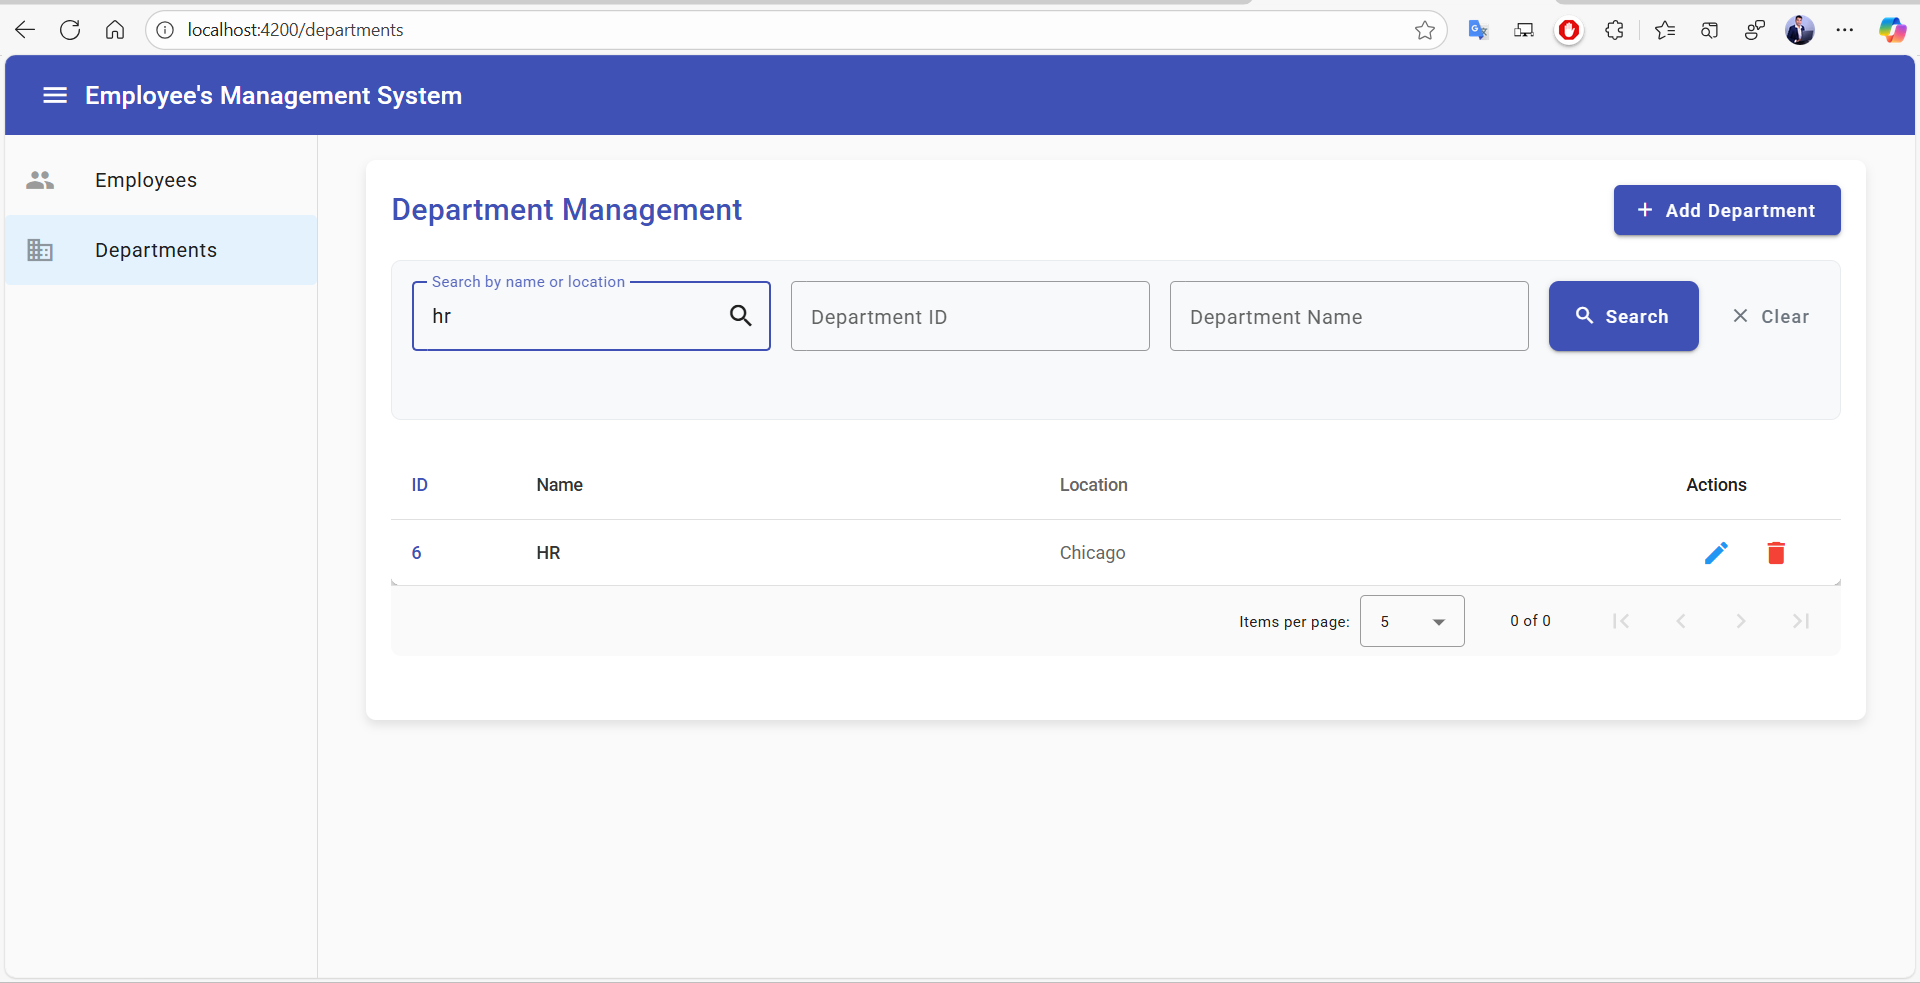 localhost:4200/departments
Employee's Management System
Employees
Departments
Department Management
+ Add Department
Search by name or location
hr
Department ID
Department Name
Search
Clear
ID Name Location Actions
6 HR Chicago
Items per page: 5 0 of 0